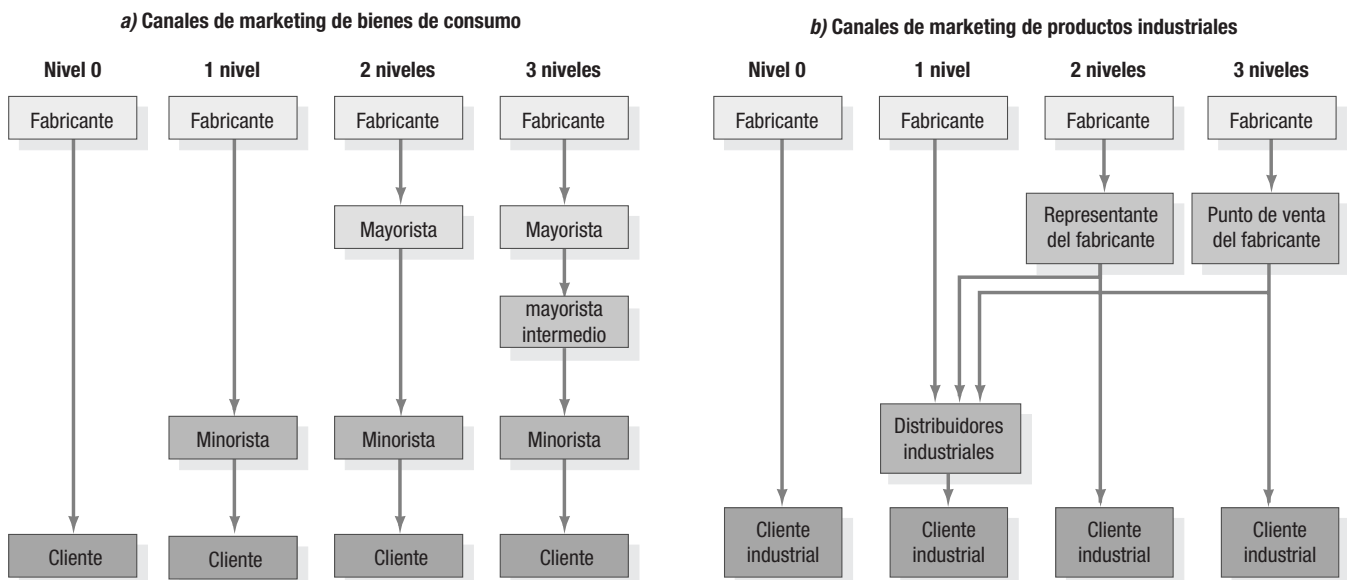 a) Canales de marketing de bienes de consumo
Nivel 0
1 nivel
2 niveles
3 niveles
Fabricante
Fabricante
Fabricante
Fabricante
Mayorista
Mayorista
mayorista
intermedio
Minorista
Minorista
Minorista
Cliente
Cliente
Cliente
Cliente
b) Canales de marketing de productos industriales
Nivel 0
1 nivel
2 niveles
3 niveles
Fabricante
Fabricante
Fabricante
Fabricante
Representante
del fabricante
Punto de venta
del fabricante
Distribuidores
industriales
Cliente
industrial
Cliente
industrial
Cliente
industrial
Cliente
industrial